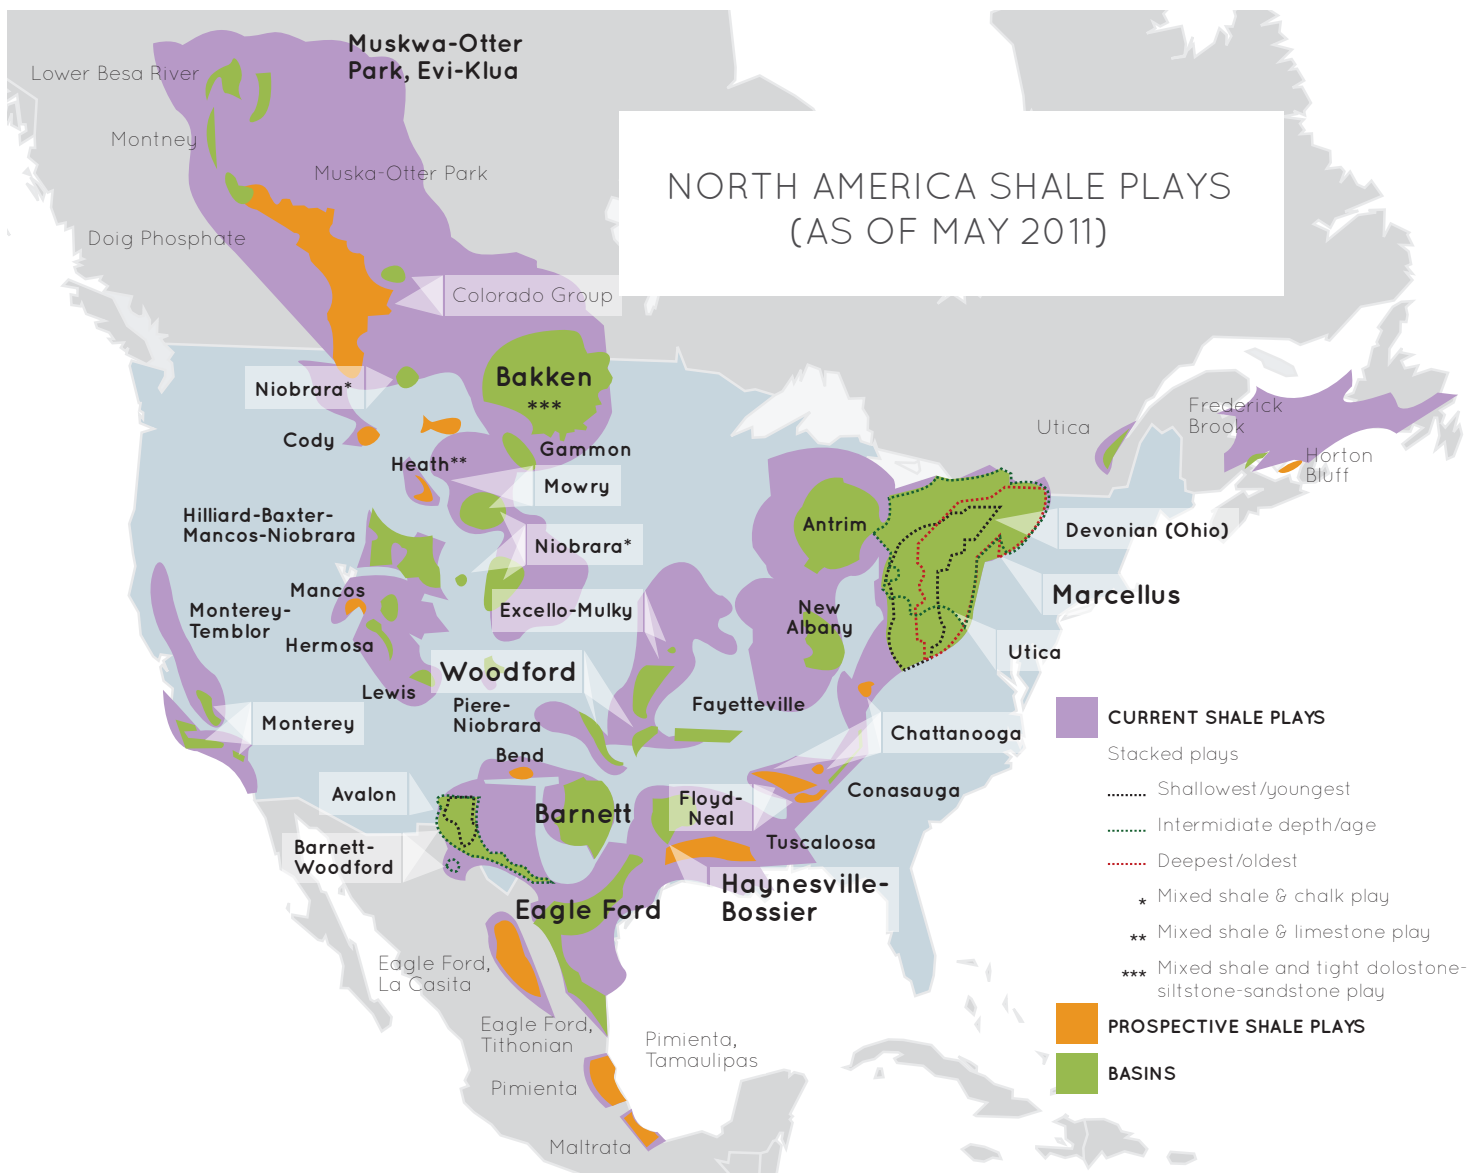 Muskwa-Otter
Park, Evi-Klua
Lower Besa River
Montney
Muska-Otter Park
NORTH AMERICA SHALE PLAYS
(AS OF MAY 2011)
Doig Phosphate
Colorado Group
Bakken
***
Niobrara*
Cody
Gammon
Heath**
Mowry
Hilliard-Baxter-
Mancos-Niobrara
Niobrara*
Antrim
Utica
Frederick
Brook
Horton
Bluff
Devonian (Ohio)
Marcellus
Mancos
Monterey-
Temblor
Hermosa
Excello-Mulky
New
Albany
Utica
Woodford
Lewis
Piere-
Niobrara
Fayetteville
Monterey
Chattanooga
Bend
Avalon
Barnett
Floyd-
Neal
Conasauga
Barnett-
Woodford
Tuscaloosa
Haynesville-
Bossier
Eagle Ford
Eagle Ford,
La Casita
Eagle Ford,
Tithonian
Pimienta,
Tamaulipas
Pimienta
Maltrata
CURRENT SHALE PLAYS
Stacked plays
Shallowest/youngest
Intermidiate depth/age
Deepest/oldest
* Mixed shale & chalk play
** Mixed shale & limestone play
*** Mixed shale and tight dolostone-
siltstone-sandstone play
PROSPECTIVE SHALE PLAYS
BASINS